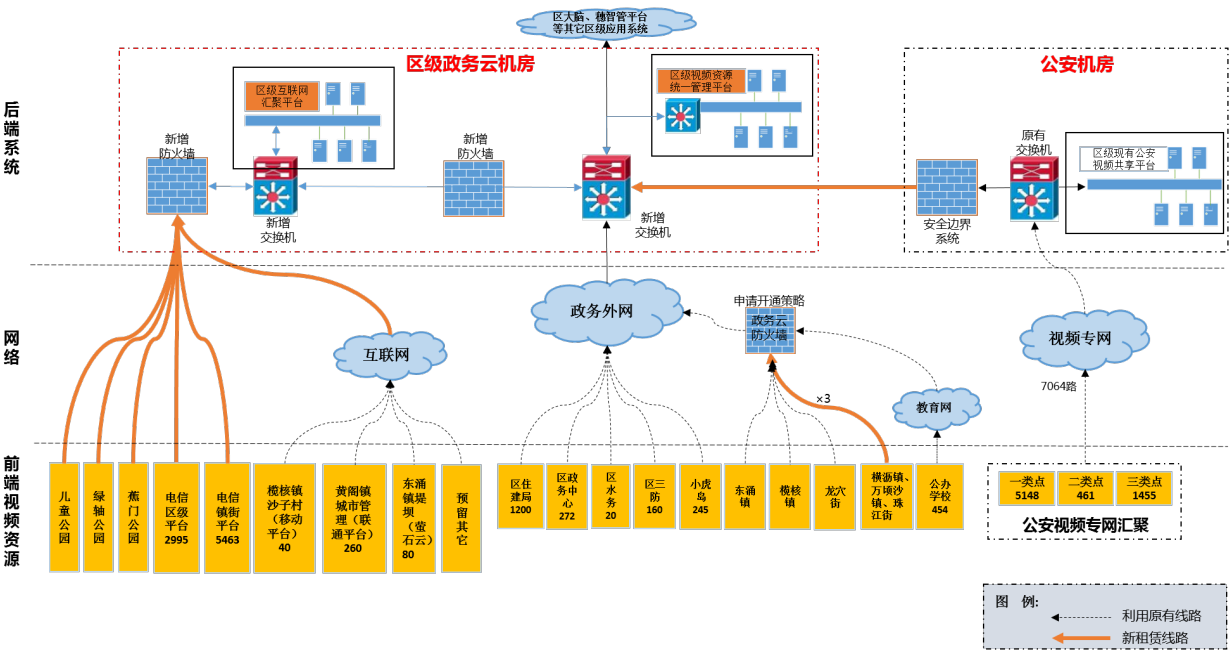 区大脑、穗智管平台
等其它区级应用系统
区级政务云机房
公安机房
后端系统
区级互联网
汇聚平台
区级视频资源
统一管理平台
新增
防火墙
新增
防火墙
原有
交换机
区级现有公安
视频共享平台
新增
交换机
新增
交换机
安全边界
系统
网络
互联网
政务外网
申请开通策略
政务云
防火墙
视频专网
7064路
×3
教育网
前端视频资源
儿童公园
绿轴公园
蕉门公园
电信
区级
平台
2995
电信
镇街
平台
5463
榄核镇
沙子村
（移动
平台）
40
黄阁镇
城市管
理（联
通平台）
260
东涌
镇堤
坝
（萤
石云）
80
预留其它
区住
建局
1200
区政
务中
心
272
区
水
务
20
区三
防
160
小虎
岛
245
东涌
镇
榄核
镇
龙穴
街
横沥镇、
万顷沙
镇、珠
江街
公办
学校
454
一类点
5148
二类点
461
三类点
1455
公安视频专网汇聚
图 例:
利用原有线路
新租赁线路